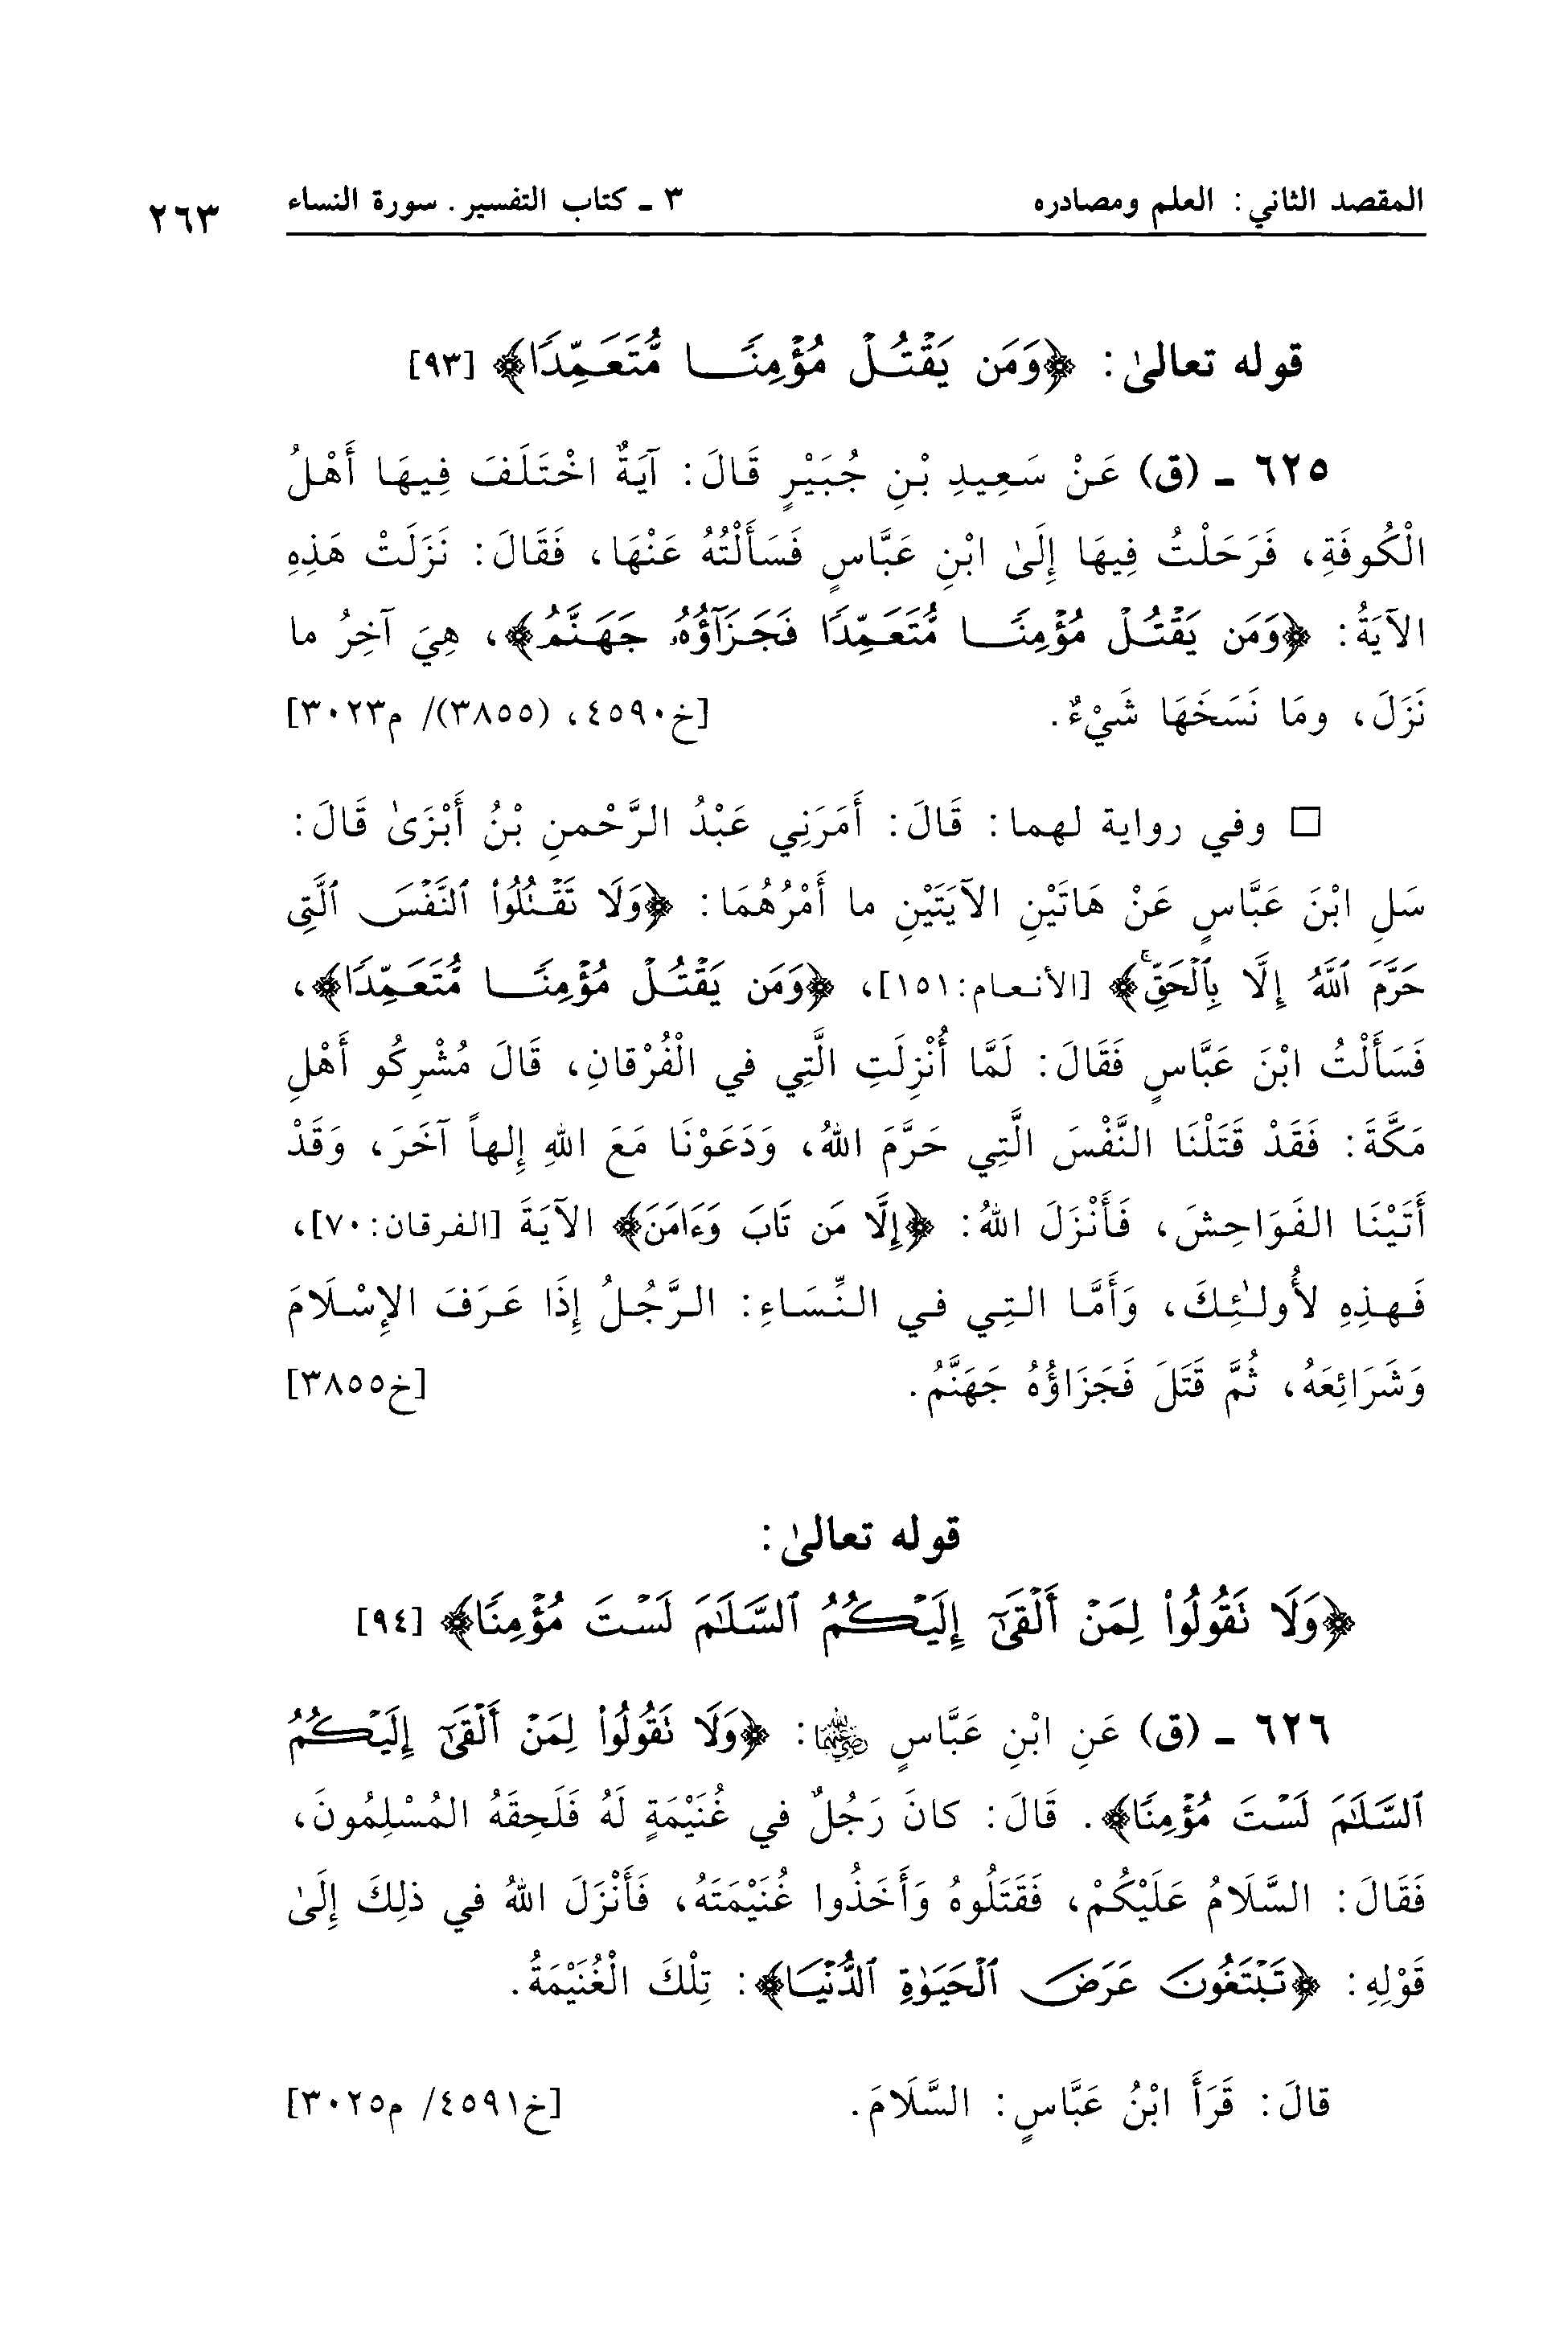 المقصد الثاني: العلم ومصادره ٣ ـ كتاب التفسير. سورة النساء ٢٦٣
قوله تعالىٰ: ﴿وَمَن يَقْتُلْ مُؤْمِنًا مُّتَعَمِّدًا﴾ [٩٣]
٦٢٥ ـ (ق) عَنْ سَعِيدِ بْنِ جُبَيْرٍ قَالَ: آيَةٌ اخْتَلَفَ فِيهَا أَهْلُ
الْكُوفَةِ، فَرَحَلْتُ فِيهَا إِلَىٰ ابْنِ عَبَّاسٍ فَسَأَلْتُهُ عَنْهَا، فَقَالَ: نَزَلَتْ هَذِهِ
الآيَةُ: ﴿وَمَن يَقْتُلْ مُؤْمِنًا مُّتَعَمِّدًا فَجَزَآؤُهُ جَهَنَّمُ﴾، هِيَ آخِرُ ما
نَزَلَ، ومَا نَسَخَهَا شَيْءٌ. [خ٤٥٩٠، (٣٨٥٥)/ م٣٠٢٣]
□ وفي رواية لهما: قَالَ: أَمَرَنِي عَبْدُ الرَّحْمنِ بْنُ أَبْزَىٰ قَالَ:
سَلِ ابْنَ عَبَّاسٍ عَنْ هَاتَيْنِ الآيَتَيْنِ ما أَمْرُهُمَا: ﴿وَلَا تَقْتُلُوا۟ ٱلنَّفْسَ ٱلَّتِى
حَرَّمَ ٱللَّهُ إِلَّا بِٱلْحَقِّ ۚ﴾ [الأنعام:١٥١]، ﴿وَمَن يَقْتُلْ مُؤْمِنًا مُّتَعَمِّدًا﴾،
فَسَأَلْتُ ابْنَ عَبَّاسٍ فَقَالَ: لَمَّا أُنْزِلَتِ الَّتِي في الْفُرْقانِ، قَالَ مُشْرِكُو أَهْلِ
مَكَّةَ: فَقَدْ قَتَلْنَا النَّفْسَ الَّتِي حَرَّمَ اللهُ، وَدَعَوْنَا مَعَ اللهِ إِلهاً آخَرَ، وَقَدْ
أَتَيْنَا الفَوَاحِشَ، فَأَنْزَلَ اللهُ: ﴿إِلَّا مَن تَابَ وَءَامَنَ﴾ الآيَةَ [الفرقان: ٧٠]،
فَهذِهِ لأُولٰئِكَ، وَأَمَّا التِي في النِّسَاءِ: الرَّجُلُ إِذَا عَرَفَ الإِسْلَامَ
وَشَرَائِعَهُ، ثُمَّ قَتَلَ فَجَزَاؤُهُ جَهَنَّمُ. [خ٣٨٥٥]
قوله تعالىٰ:
﴿وَلَا تَقُولُوا۟ لِمَنْ أَلْقَىٰٓ إِلَيْكُمُ ٱلسَّلَٰمَ لَسْتَ مُؤْمِنًا﴾ [٩٤]
٦٢٦ ـ (ق) عَنِ ابْنِ عَبَّاسٍ رضي الله عنهما: ﴿وَلَا تَقُولُوا۟ لِمَنْ أَلْقَىٰٓ إِلَيْكُمُ
ٱلسَّلَٰمَ لَسْتَ مُؤْمِنًا﴾. قَالَ: كانَ رَجُلٌ في غُنَيْمَةٍ لَهُ فَلَحِقَهُ المُسْلِمُونَ،
فَقَالَ: السَّلَامُ عَلَيْكُمْ، فَقَتَلُوهُ وَأَخَذُوا غُنَيْمَتَهُ، فَأَنْزَلَ اللهُ في ذلِكَ إِلَىٰ
قَوْلِهِ: ﴿تَبْتَغُونَ عَرَضَ ٱلْحَيَوٰةِ ٱلدُّنْيَا﴾: تِلْكَ الْغُنَيْمَةُ.
قالَ: قَرَأَ ابْنُ عَبَّاسٍ: السَّلَامَ. [خ٤٥٩١/ م٣٠٢٥]